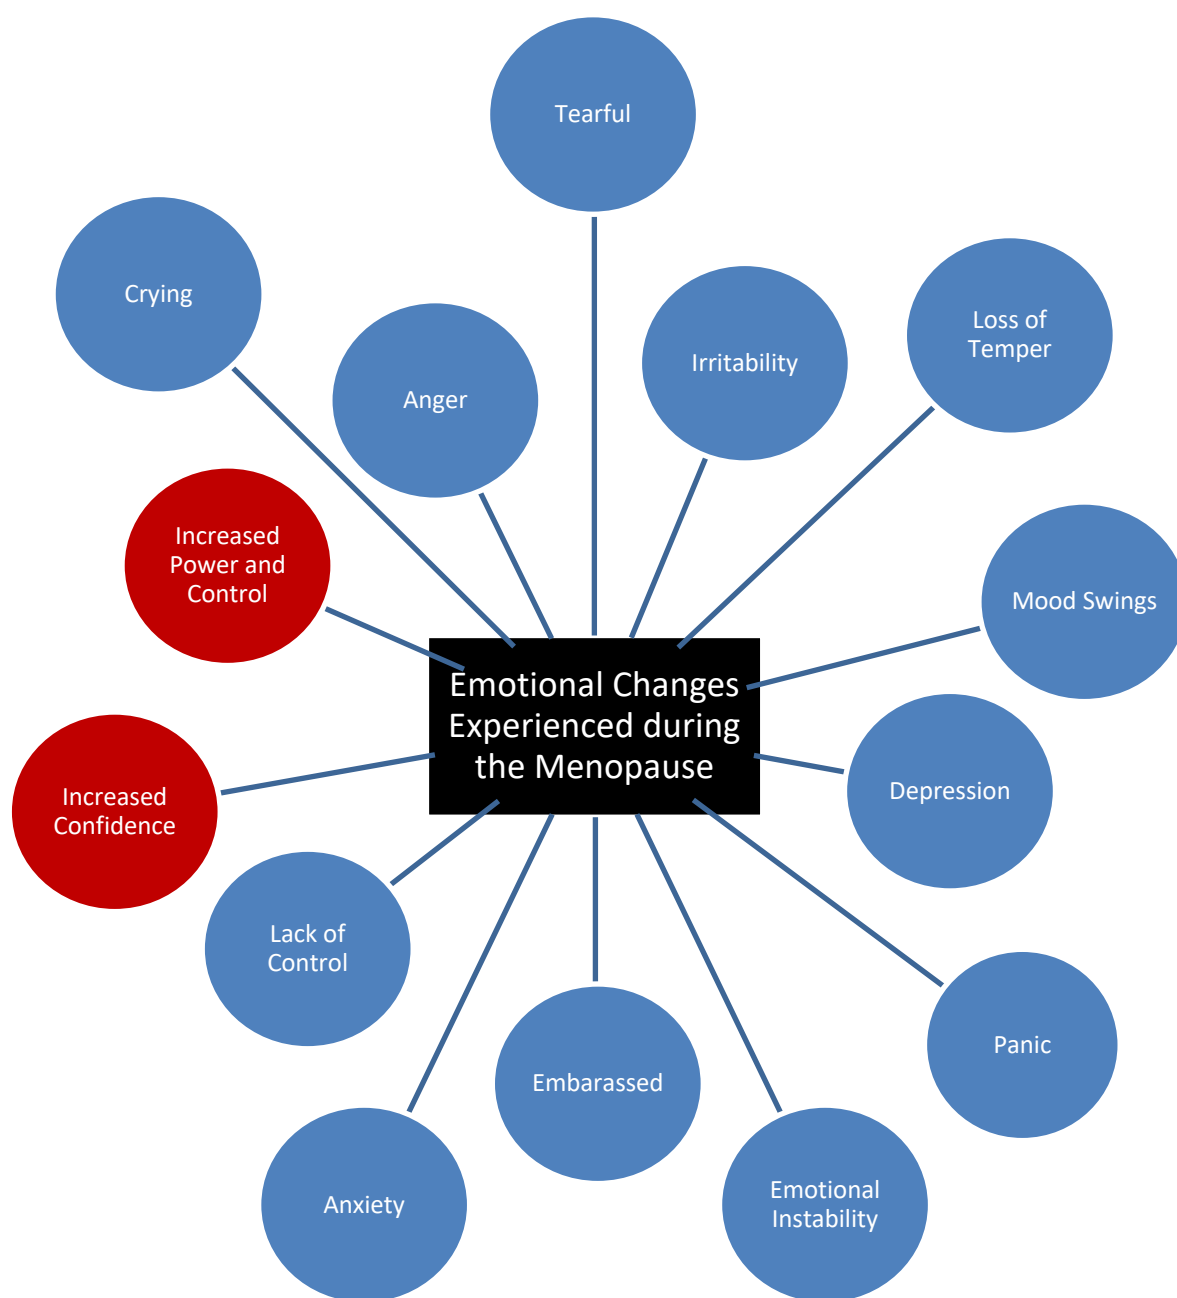 Tearful
Crying
Loss of
Temper
Irritability
Anger
Increased
Power and
Control
Mood Swings
Emotional Changes
Experienced during
the Menopause
Depression
Increased
Confidence
Lack of
Control
Panic
Embarassed
Anxiety
Emotional
Instability